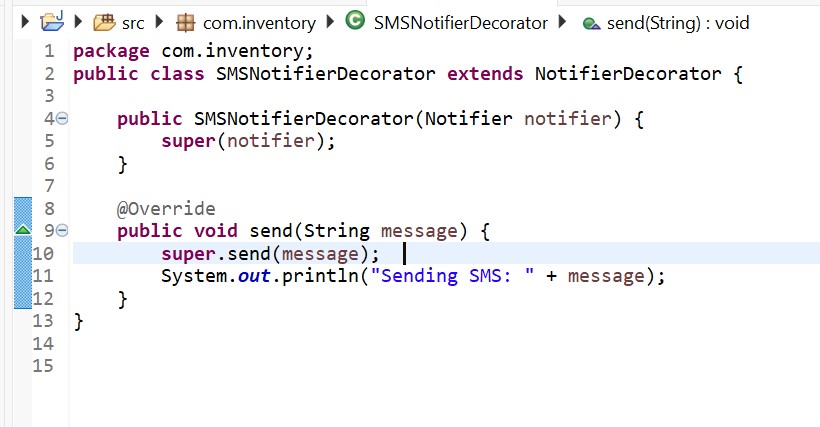 src com.inventory SMSNotifierDecorator send(String) : void
1 package com.inventory;
2 public class SMSNotifierDecorator extends NotifierDecorator {
3
4 public SMSNotifierDecorator(Notifier notifier) {
5 super(notifier);
6 }
7
8 @Override
9 public void send(String message) {
10 super.send(message);
11 System.out.println("Sending SMS: " + message);
12 }
13 }
14
15